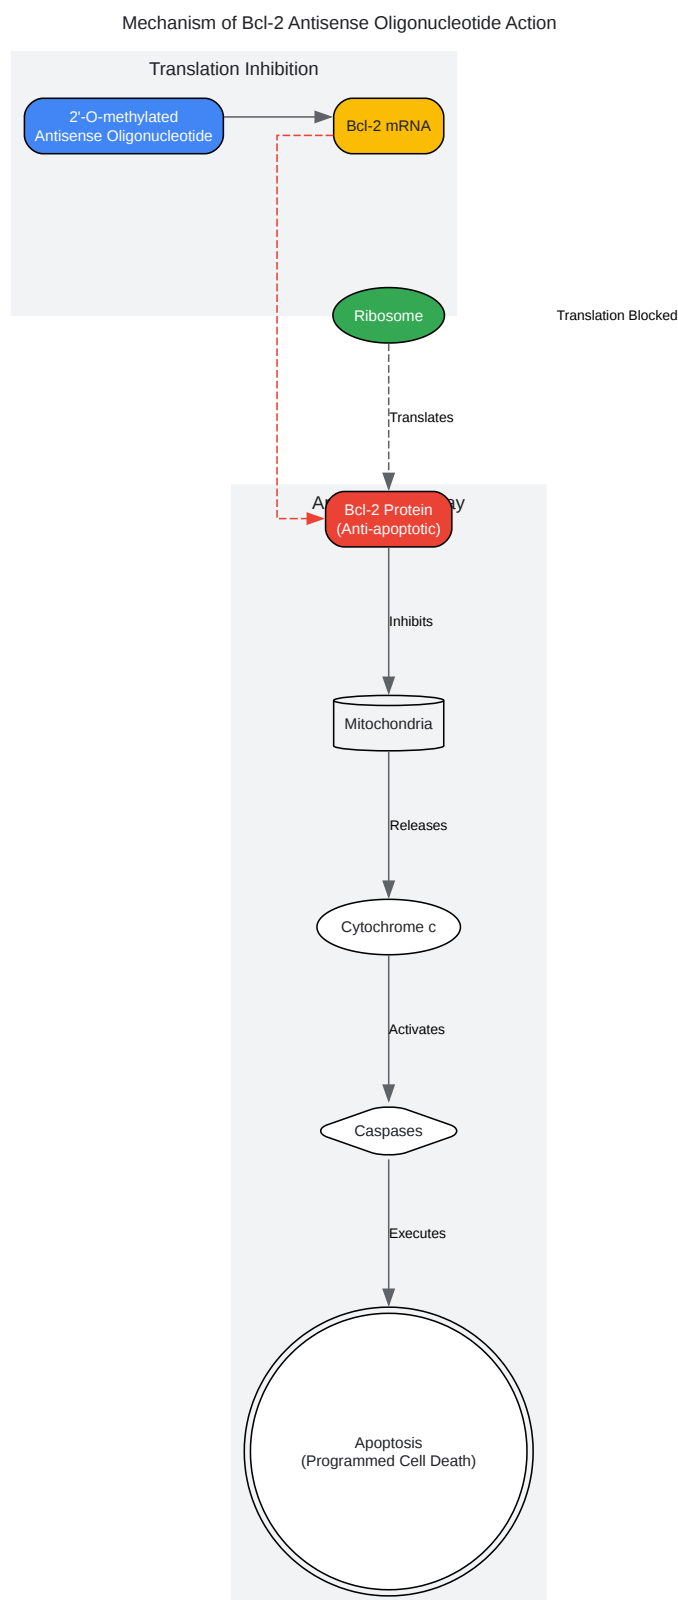 Mechanism of Bcl-2 Antisense Oligonucleotide Action
Translation Inhibition
2'-O-methylated
Antisense Oligonucleotide
Bcl-2 mRNA
Ribosome
Translation Blocked
Translates
Bcl-2 Protein
(Anti-apoptotic)
Inhibits
Mitochondria
Releases
Cytochrome c
Activates
Caspases
Executes
Apoptosis
(Programmed Cell Death)